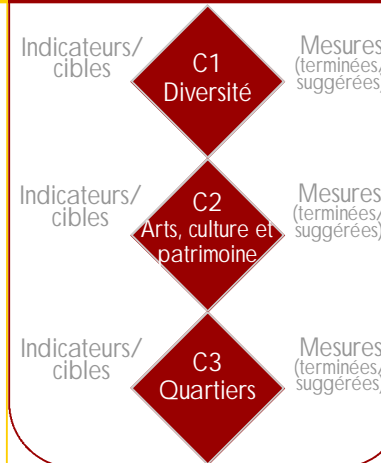 Indicateurs/
cibles
C1
Diversité
Mesures
(terminées/
suggérées)
Indicateurs/
cibles
C2
Arts, culture et
patrimoine
Mesures
(terminées/
suggérées)
Indicateurs/
cibles
C3
Quartiers
Mesures
(terminées/
suggérées)